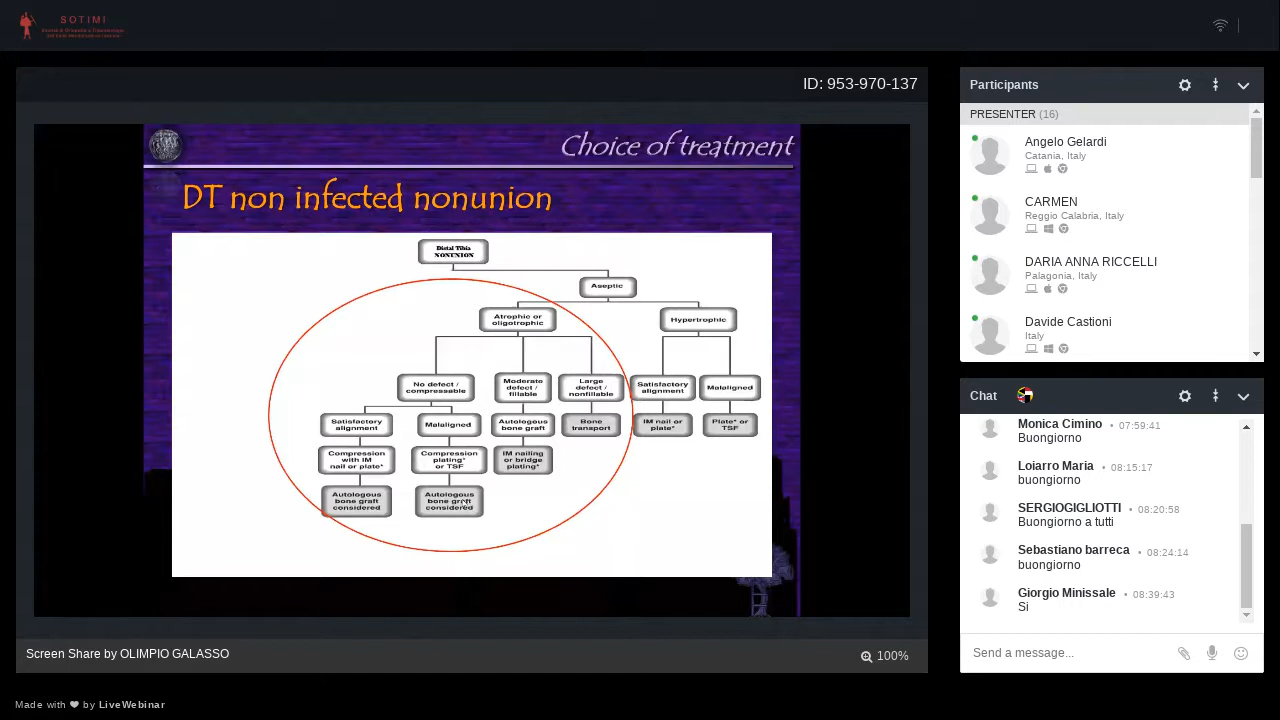 SOTIMI
ID: 953-970-137
Choice of treatment
DT non infected nonunion
Distal Tibia
NONUNION
Aseptic
Atrophic or
oligotrophic
Hypertrophic
No defect /
compressable
Moderate
defect /
fillable
Large
defect /
nonfillable
Satisfactory
alignment
Malaligned
Satisfactory
alignment
Malaligned
Autologous
bone graft
Bone
transport
IM nail or
plate*
Plate* or
TSF
Compression
with IM
nail or plate*
Compression
plating*
or TSF
IM nailing
or bridge
plating*
Autologous
bone graft
considered
Autologous
bone graft
considered
Screen Share by OLIMPIO GALASSO
100%
Made with ❤ by LiveWebinar
Participants
PRESENTER (16)
Angelo Gelardi
Catania, Italy
CARMEN
Reggio Calabria, Italy
DARIA ANNA RICCELLI
Palagonia, Italy
Davide Castioni
Italy
Chat
Monica Cimino • 07:59:41
Buongiorno
Loiarro Maria • 08:15:17
buongiorno
SERGIOGIGLIOTTI • 08:20:58
Buongiorno a tutti
Sebastiano barreca • 08:24:14
buongiorno
Giorgio Minissale • 08:39:43
Si
Send a message...